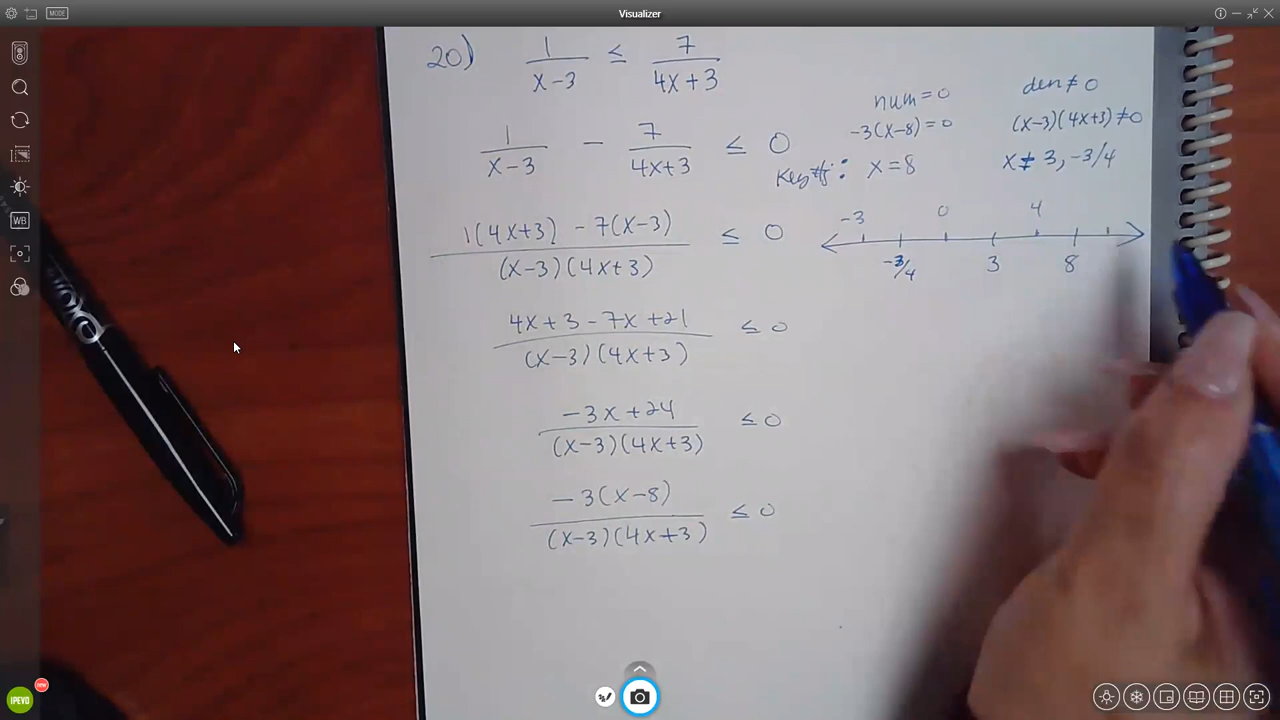 MODE
Visualizer
20) 1/(x-3) ≤ 7/(4x+3)
1/(x-3) - 7/(4x+3) ≤ 0
1(4x+3) - 7(x-3) / (x-3)(4x+3) ≤ 0
4x+3-7x+21 / (x-3)(4x+3) ≤ 0
-3x+24 / (x-3)(4x+3) ≤ 0
-3(x-8) / (x-3)(4x+3) ≤ 0
num=0
-3(x-8)=0
Key #s: x=8
den≠0
(x-3)(4x+3)≠0
x≠3, -3/4
-3 0 4
-3/4 3 8
WB
IPEVO
new